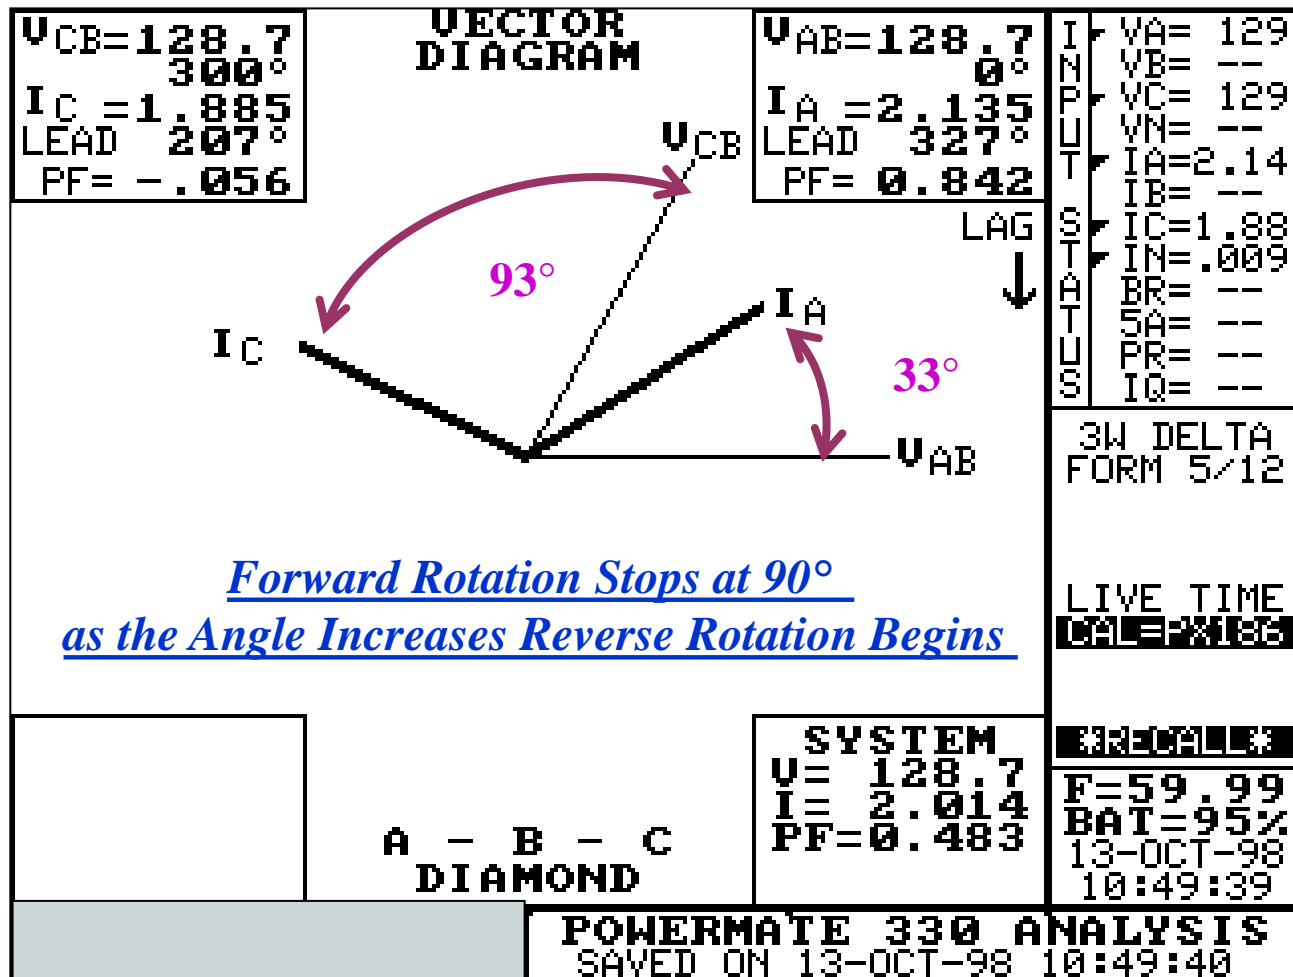 VCB=128.7
300°
IC =1.885
LEAD 207°
PF= -.056
VECTOR
DIAGRAM
VAB=128.7
0°
IA =2.135
LEAD 327°
PF= 0.842
VCB
LAG
93°
IA
IC
33°
VAB
Forward Rotation Stops at 90°
as the Angle Increases Reverse Rotation Begins
A - B - C
DIAMOND
SYSTEM
V= 128.7
I= 2.014
PF=0.483
INPUT STATUS
VA= 129
VB= --
VC= 129
VN= --
IA=2.14
IB= --
IC=1.88
IN=.009
BR= --
5A= --
PR= --
IQ= --
3W DELTA
FORM 5/12
LIVE TIME
CAL=PX186
*RECALL*
F=59.99
BAT=95%
13-OCT-98
10:49:39
POWERMATE 330 ANALYSIS
SAVED ON 13-OCT-98 10:49:40